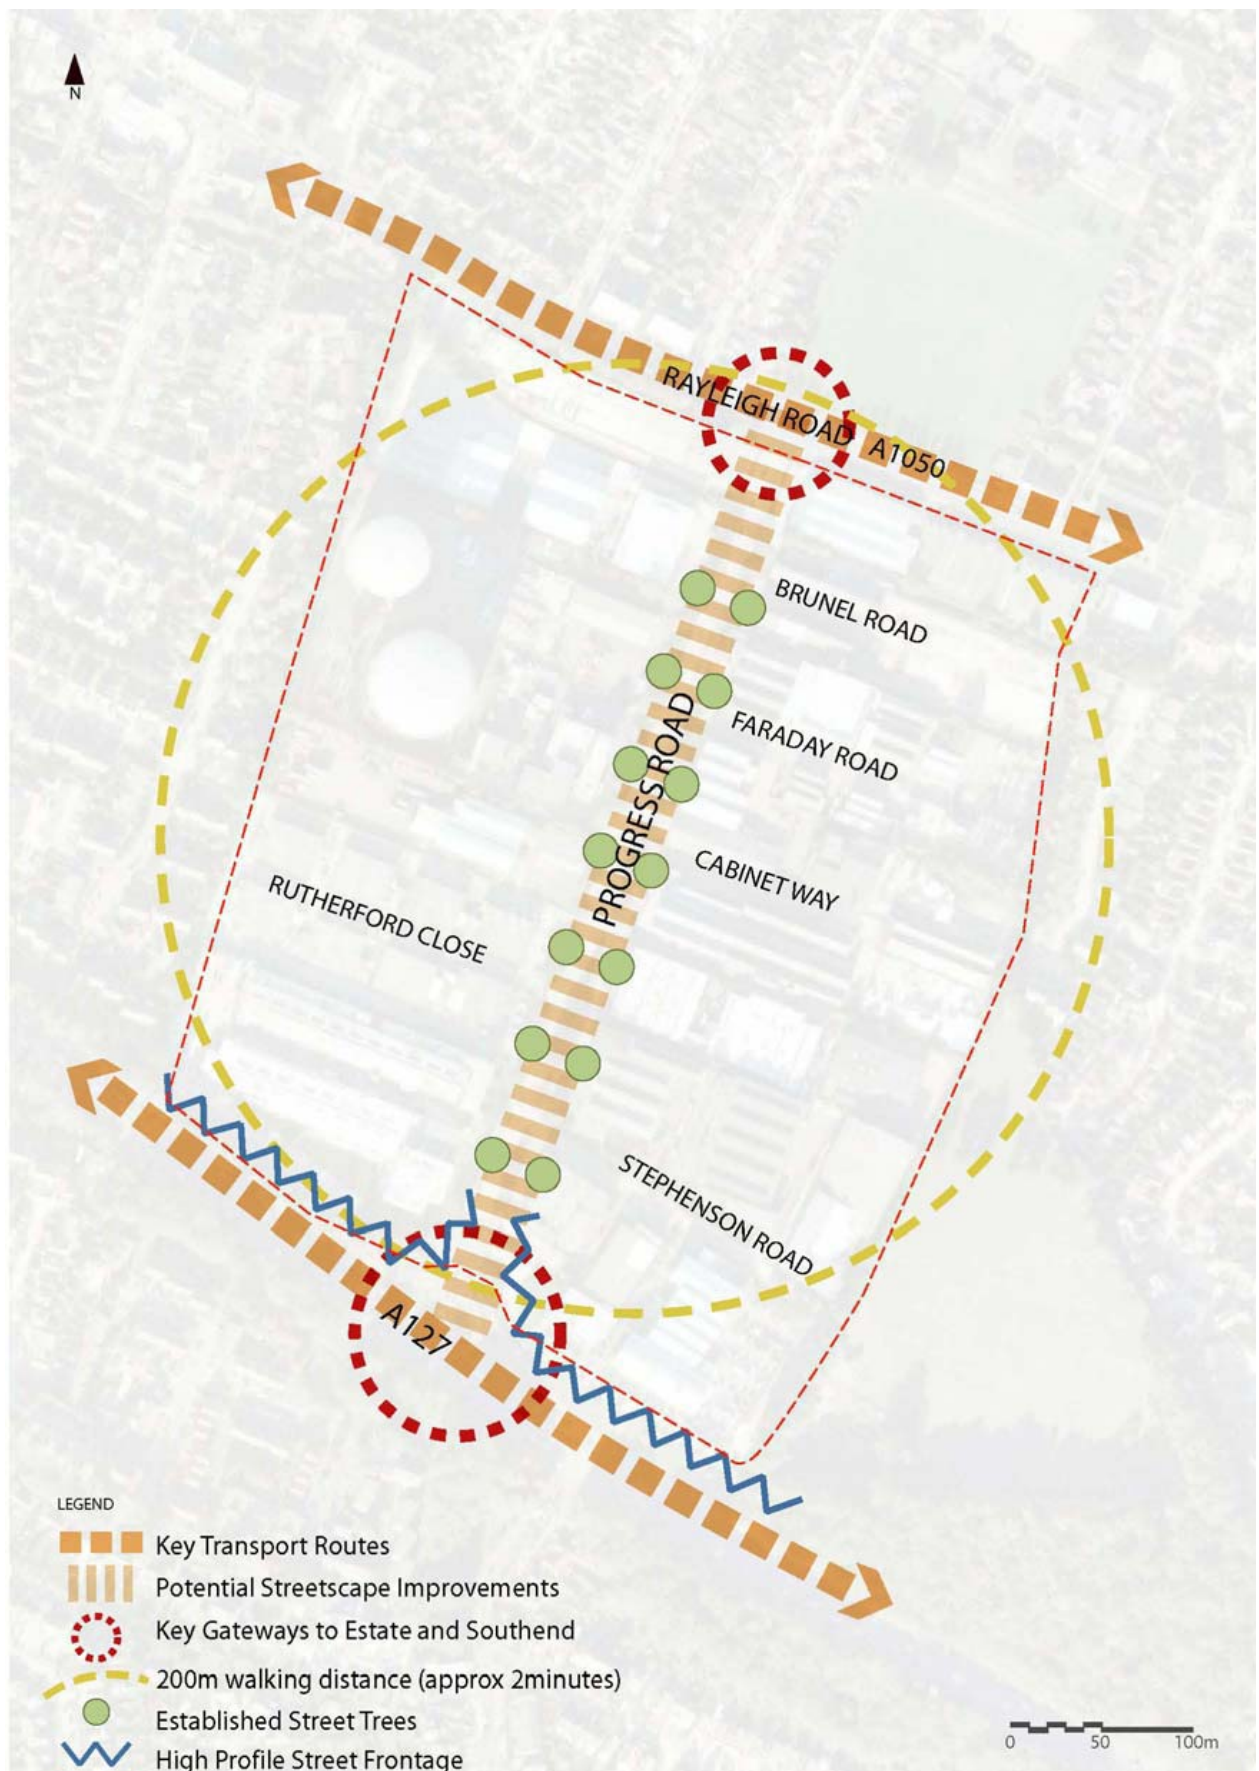 N
RAYLEIGH ROAD
A1050
BRUNEL ROAD
PROGRESS ROAD
FARADAY ROAD
CABINET WAY
RUTHERFORD CLOSE
STEPHENSON ROAD
A127
LEGEND
Key Transport Routes
Potential Streetscape Improvements
Key Gateways to Estate and Southend
200m walking distance (approx 2minutes)
Established Street Trees
High Profile Street Frontage
0 50 100m